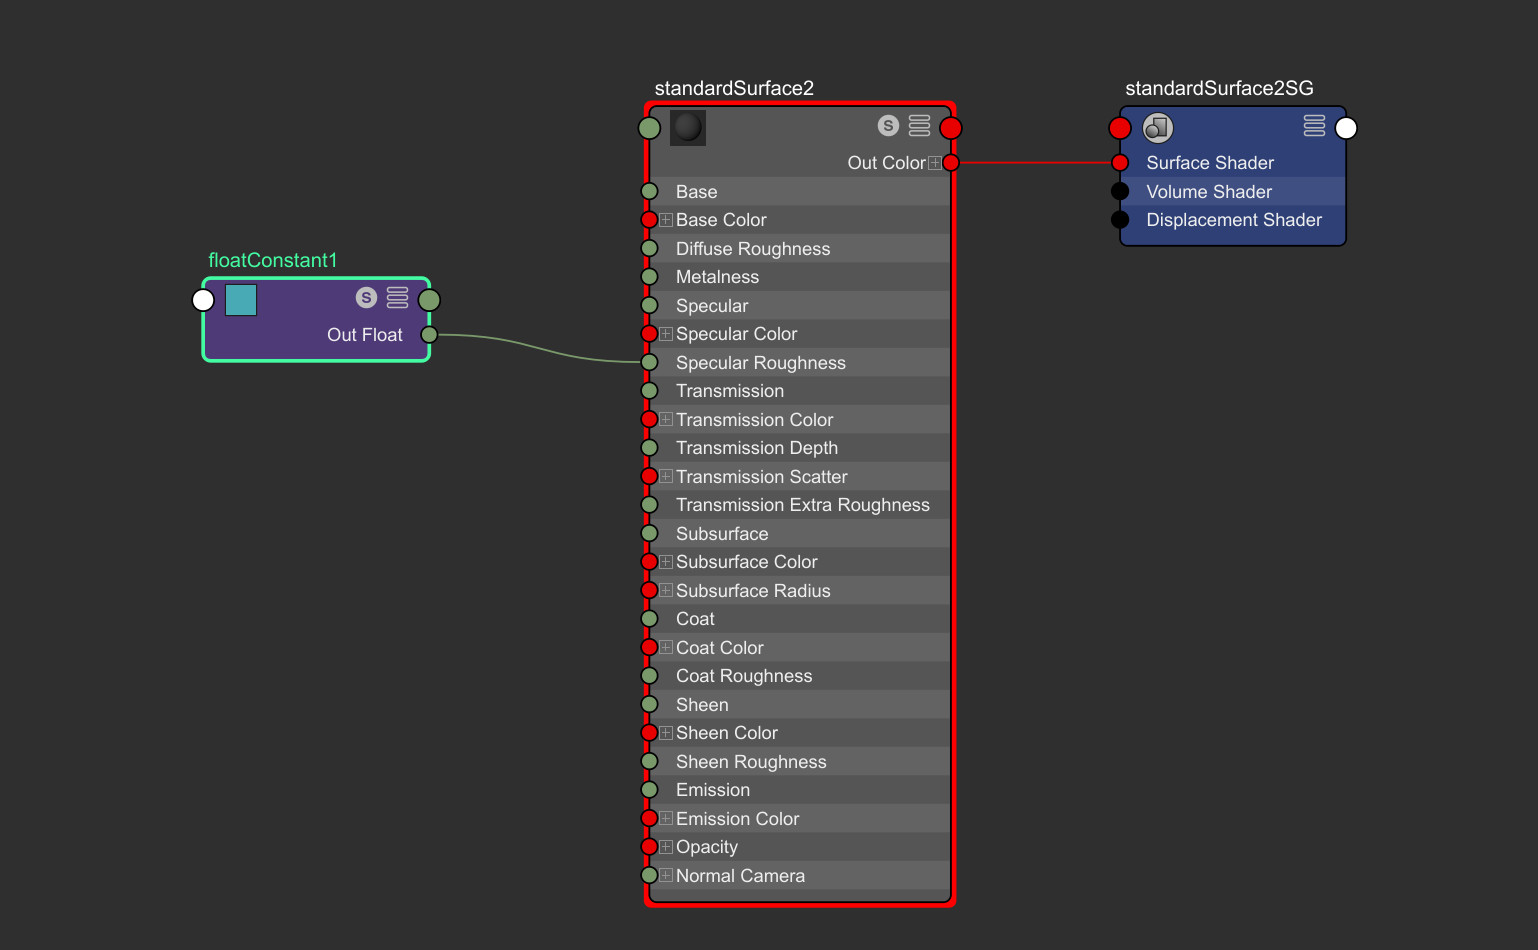 floatConstant1
S
Out Float
standardSurface2
S
Out Color
Base
Base Color
Diffuse Roughness
Metalness
Specular
Specular Color
Specular Roughness
Transmission
Transmission Color
Transmission Depth
Transmission Scatter
Transmission Extra Roughness
Subsurface
Subsurface Color
Subsurface Radius
Coat
Coat Color
Coat Roughness
Sheen
Sheen Color
Sheen Roughness
Emission
Emission Color
Opacity
Normal Camera
standardSurface2SG
Surface Shader
Volume Shader
Displacement Shader